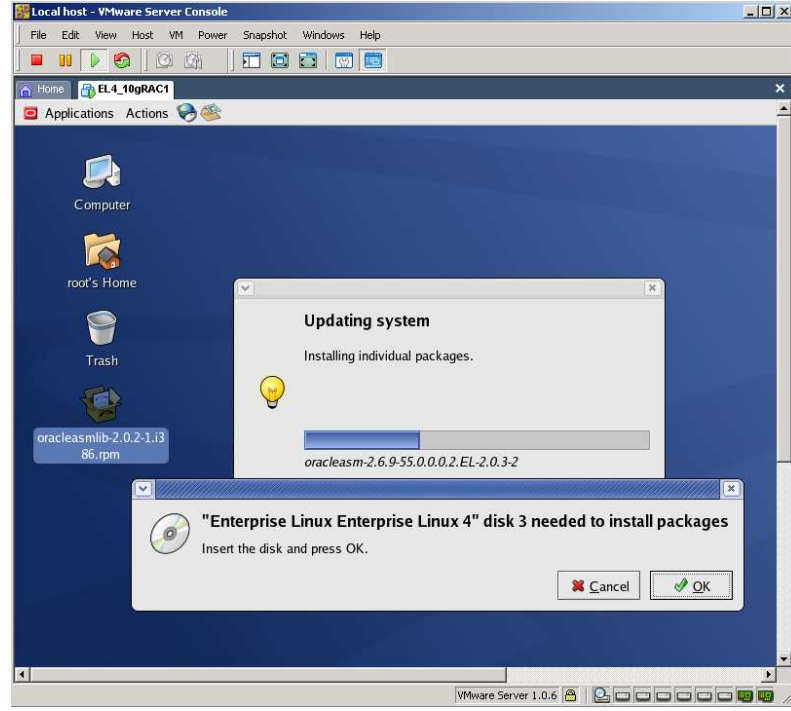 Local host - VMware Server Console
File Edit View Host VM Power Snapshot Windows Help
Home EL4_10gRAC1
Applications Actions
Computer
root's Home
Trash
oracleasmlib-2.0.2-1.i3
86.rpm
Updating system
Installing individual packages.
oracleasm-2.6.9-55.0.0.0.2.EL-2.0.3-2
"Enterprise Linux Enterprise Linux 4" disk 3 needed to install packages
Insert the disk and press OK.
Cancel OK
VMware Server 1.0.6